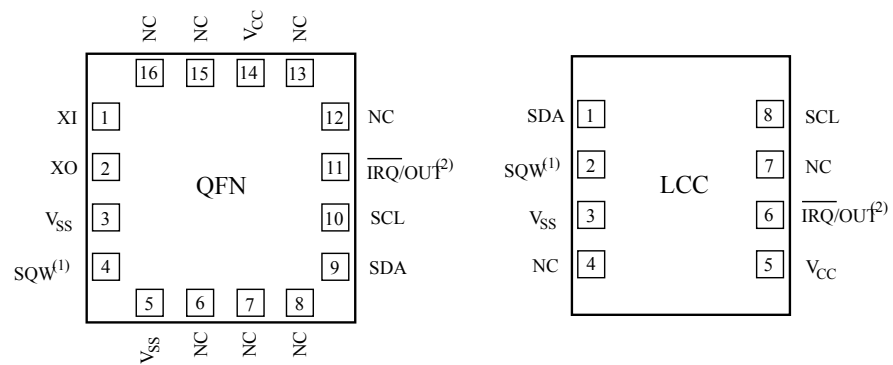 NC NC VCC NC
16 15 14 13
XI 1 12 NC
XO 2 11 IRQ/OUT(2)
QFN
VSS 3 10 SCL
SQW(1) 4 9 SDA
5 6 7 8
VSS NC NC NC
SDA 1 8 SCL
SQW(1) 2 7 NC
LCC
VSS 3 6 IRQ/OUT(2)
NC 4 5 VCC